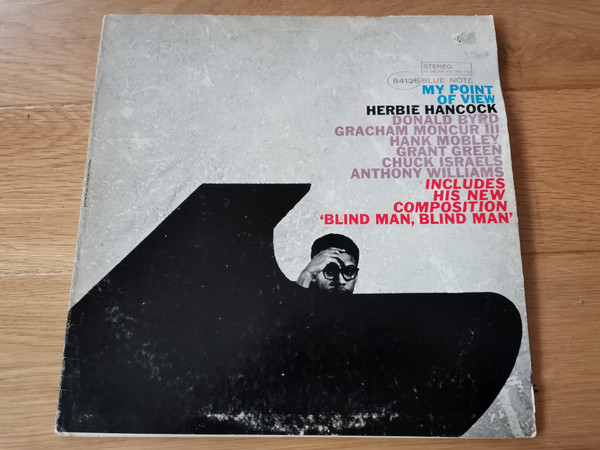 STEREO
84126 BLUE NOTE
MY POINT
OF VIEW
HERBIE HANCOCK
DONALD BYRD
GRACHAM MONCUR III
HANK MOBLEY
GRANT GREEN
CHUCK ISRAELS
ANTHONY WILLIAMS
INCLUDES
HIS NEW
COMPOSITION
‘BLIND MAN, BLIND MAN’